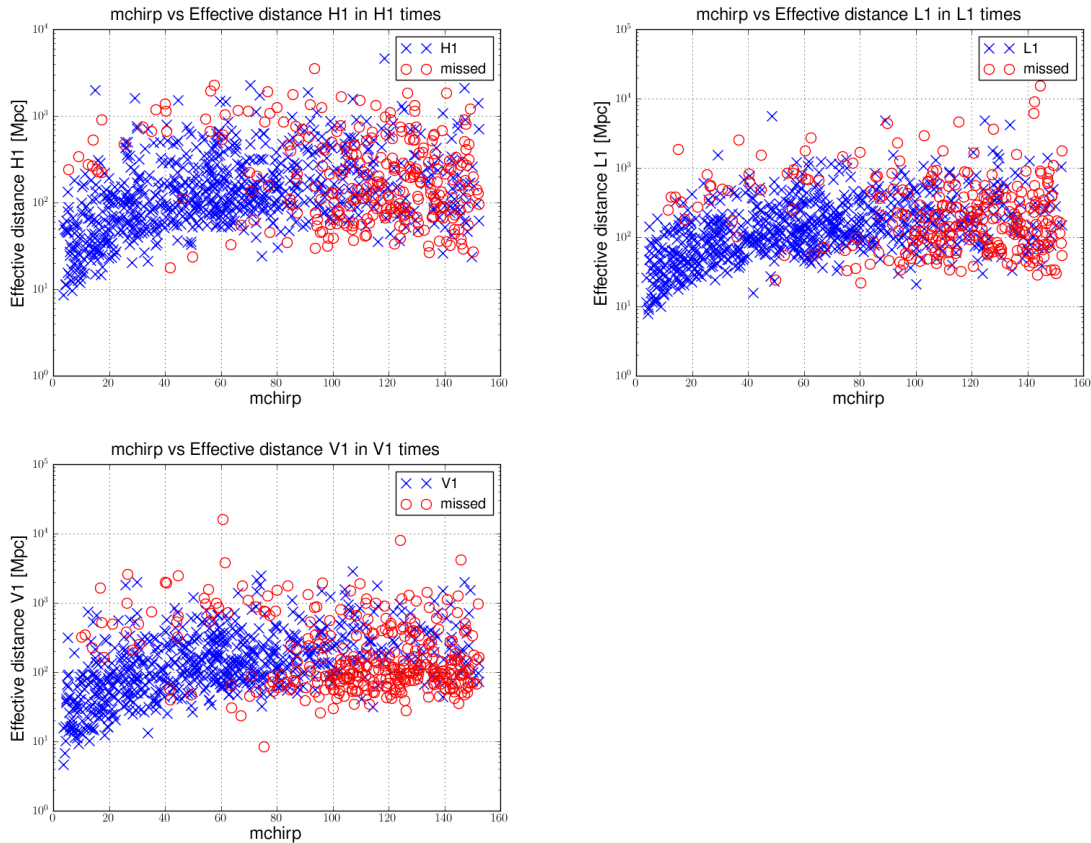 mchirp vs Effective distance H1 in H1 times
Effective distance H1 [Mpc]
10^4
10^3
10^2
10^1
10^0
H1
missed
0 20 40 60 80 100 120 140 160
mchirp
mchirp vs Effective distance L1 in L1 times
Effective distance L1 [Mpc]
10^5
10^4
10^3
10^2
10^1
10^0
L1
missed
0 20 40 60 80 100 120 140 160
mchirp
mchirp vs Effective distance V1 in V1 times
Effective distance V1 [Mpc]
10^5
10^4
10^3
10^2
10^1
10^0
V1
missed
0 20 40 60 80 100 120 140 160
mchirp